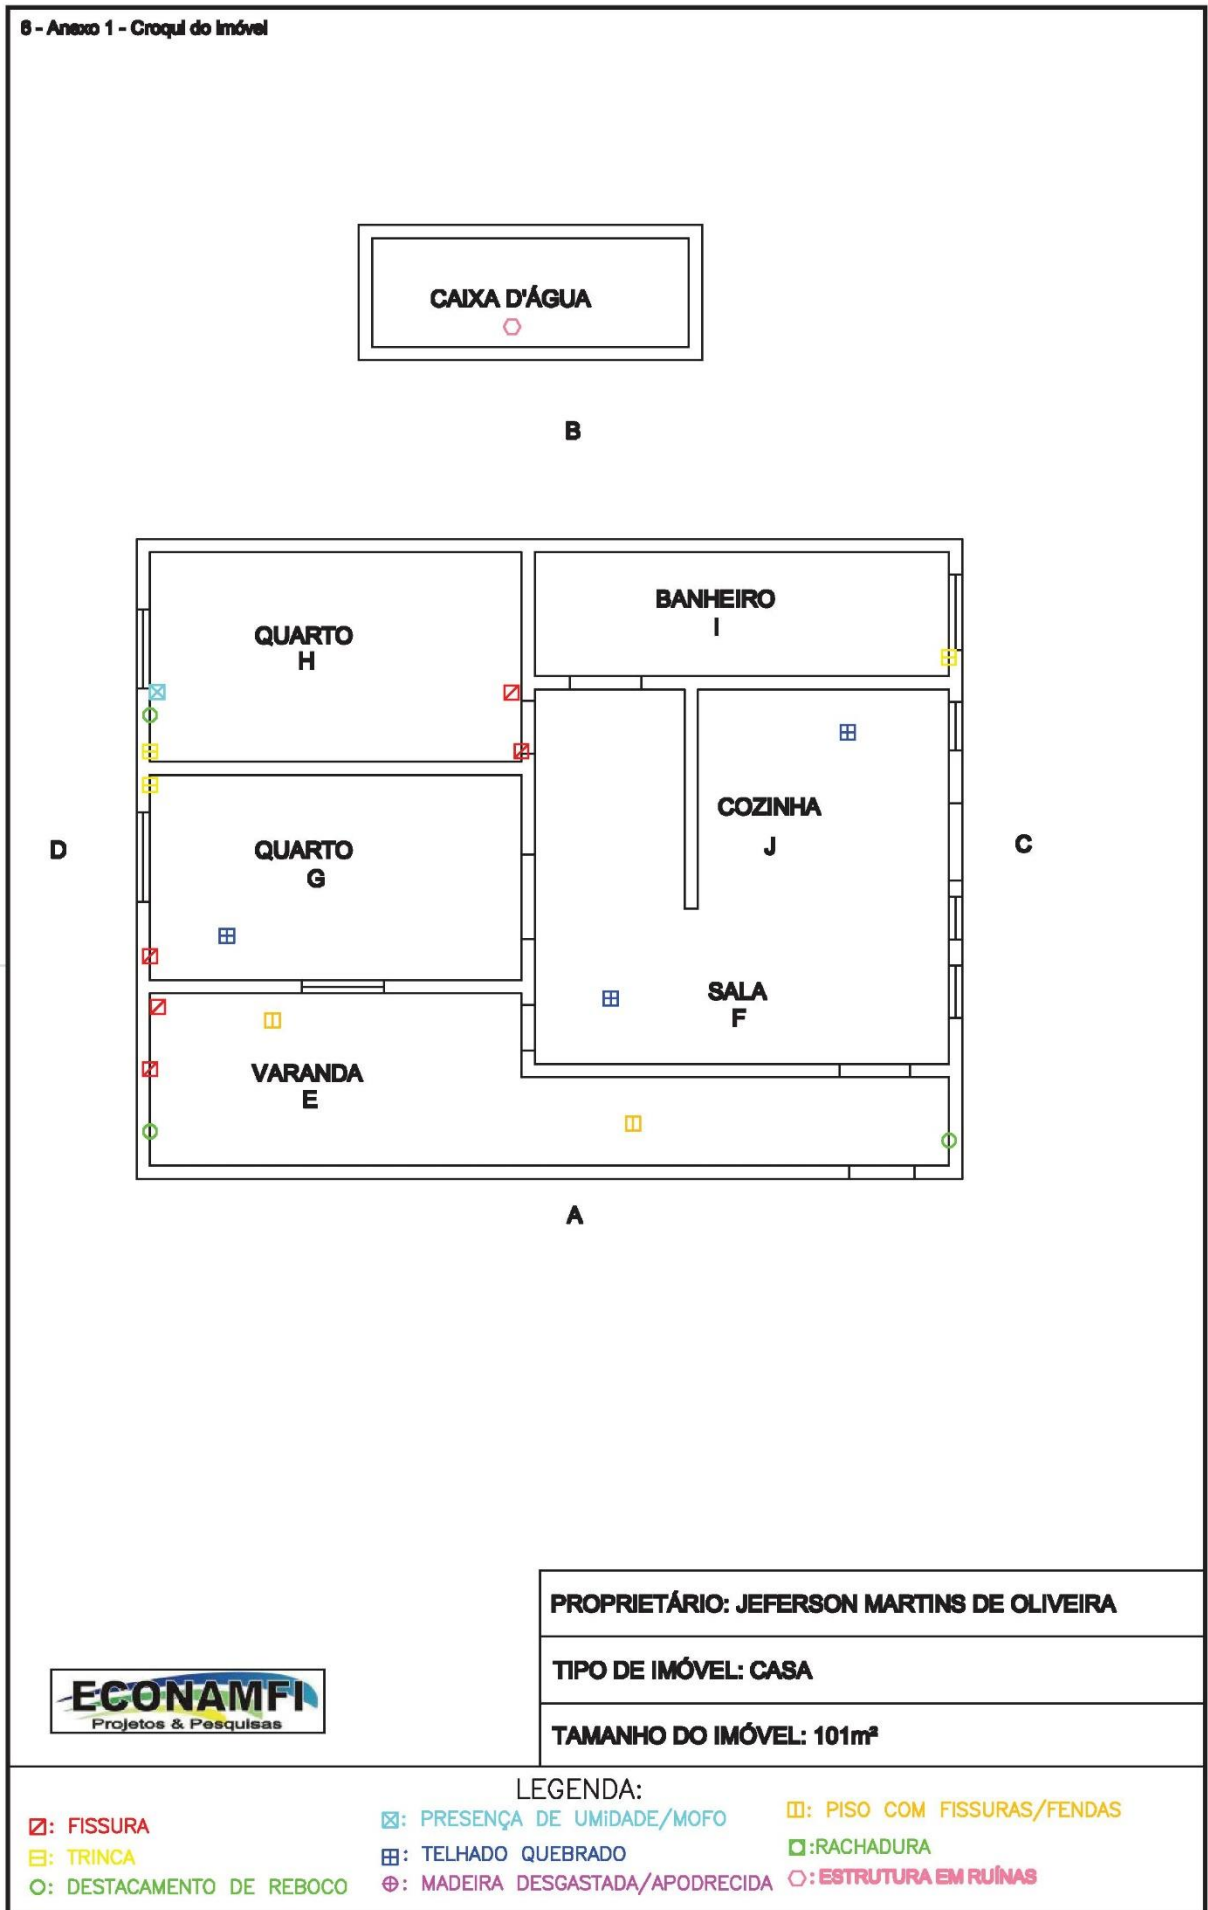 6 - Anexo 1 - Croqui do imóvel
CAIXA D'ÁGUA
B
BANHEIRO
I
QUARTO
H
COZINHA
J
D
QUARTO
G
C
SALA
F
VARANDA
E
A
PROPRIETÁRIO: JEFERSON MARTINS DE OLIVEIRA
TIPO DE IMÓVEL: CASA
TAMANHO DO IMÓVEL: 101m²
ECONAMFI
Projetos & Pesquisas
LEGENDA:
: FISSURA
: TRINCA
: DESTACAMENTO DE REBOCO
: PRESENÇA DE UMiDADE/MOFO
: TELHADO QUEBRADO
: MADEIRA DESGASTADA/APODRECIDA
: PISO COM FISSURAS/FENDAS
:RACHADURA
: ESTRUTURA EM RUÍNAS